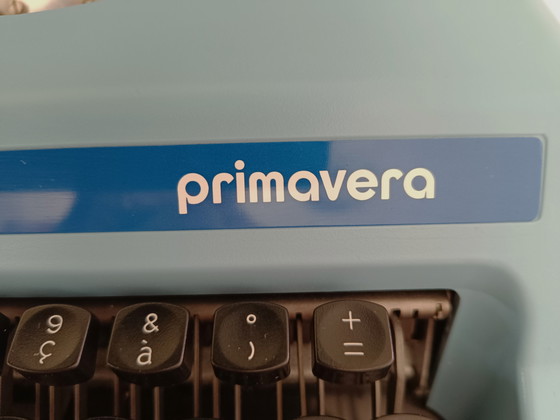 primavera
9 & ° +
ç à ) =